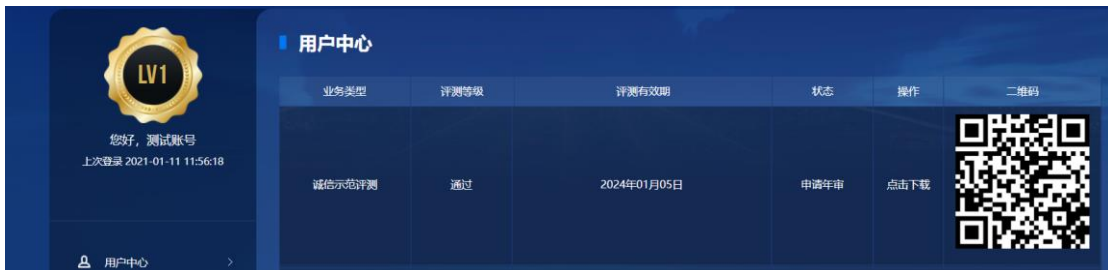 LV1
您好，测试账号
上次登录 2021-01-11 11:56:18
用户中心
用户中心
业务类型 评测等级 评测有效期 状态 操作 二维码
诚信示范评测 通过 2024年01月05日 申请年审 点击下载